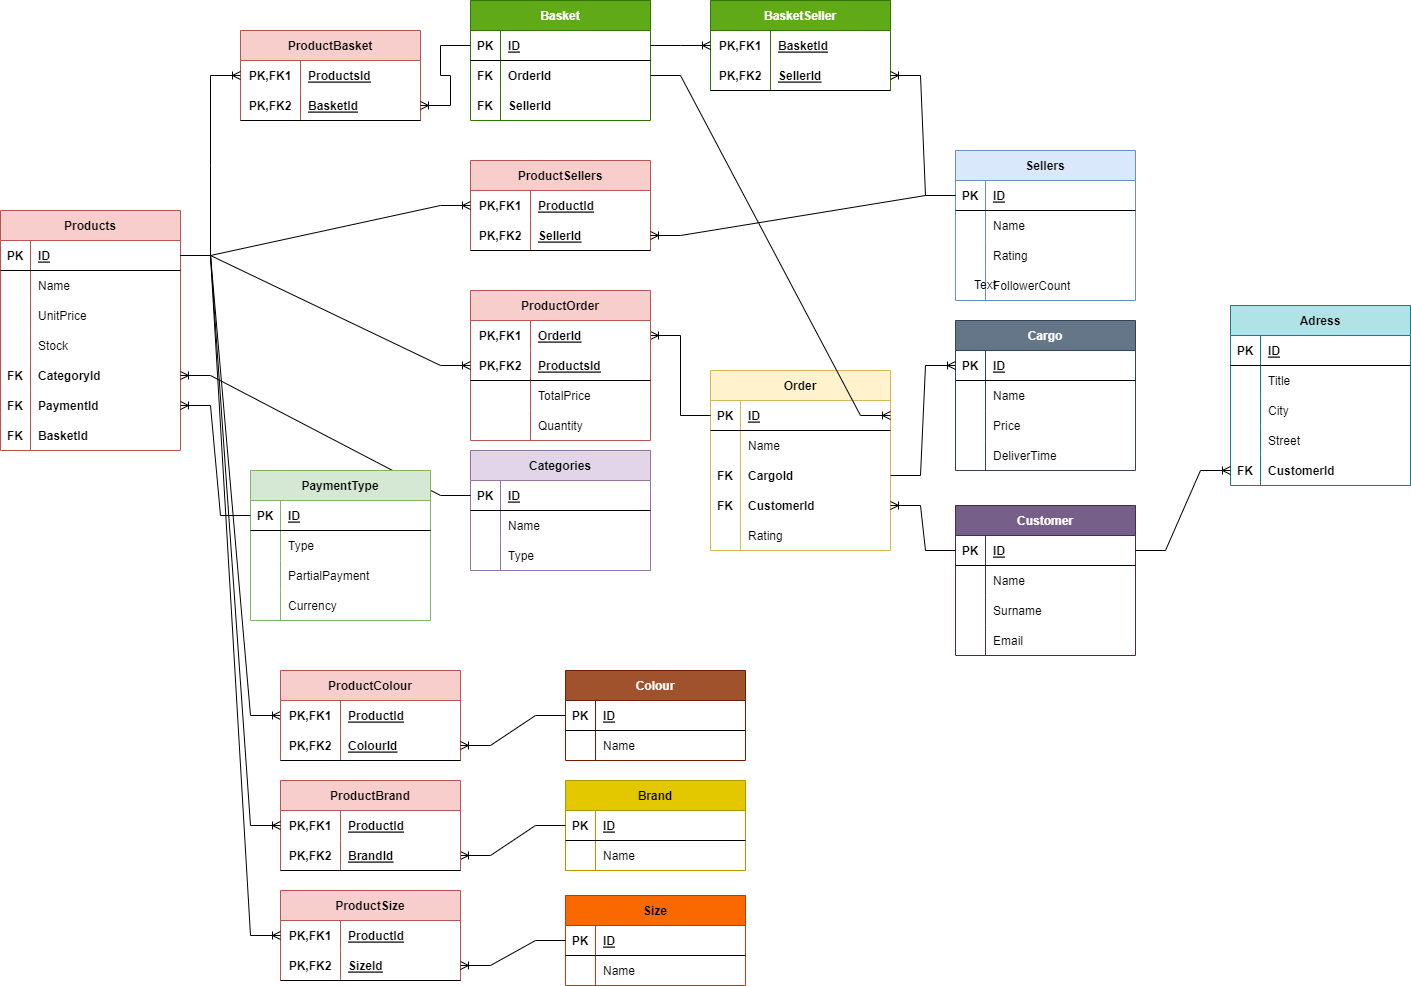 Basket
PK ID
FK OrderId
FK SellerId
BasketSeller
PK,FK1 BasketId
PK,FK2 SellerId
ProductBasket
PK,FK1 ProductsId
PK,FK2 BasketId
ProductSellers
PK,FK1 ProductId
PK,FK2 SellerId
Sellers
PK ID
Name
Rating
Text
FollowerCount
Products
PK ID
Name
UnitPrice
Stock
FK CategoryId
FK PaymentId
FK BasketId
ProductOrder
PK,FK1 OrderId
PK,FK2 ProductsId
TotalPrice
Quantity
Cargo
PK ID
Name
Price
DeliverTime
Adress
PK ID
Title
City
Street
FK CustomerId
Order
PK ID
Name
FK CargoId
FK CustomerId
Rating
PaymentType
PK ID
Type
PartialPayment
Currency
Categories
PK ID
Name
Type
Customer
PK ID
Name
Surname
Email
ProductColour
PK,FK1 ProductId
PK,FK2 ColourId
Colour
PK ID
Name
ProductBrand
PK,FK1 ProductId
PK,FK2 BrandId
Brand
PK ID
Name
ProductSize
PK,FK1 ProductId
PK,FK2 SizeId
Size
PK ID
Name